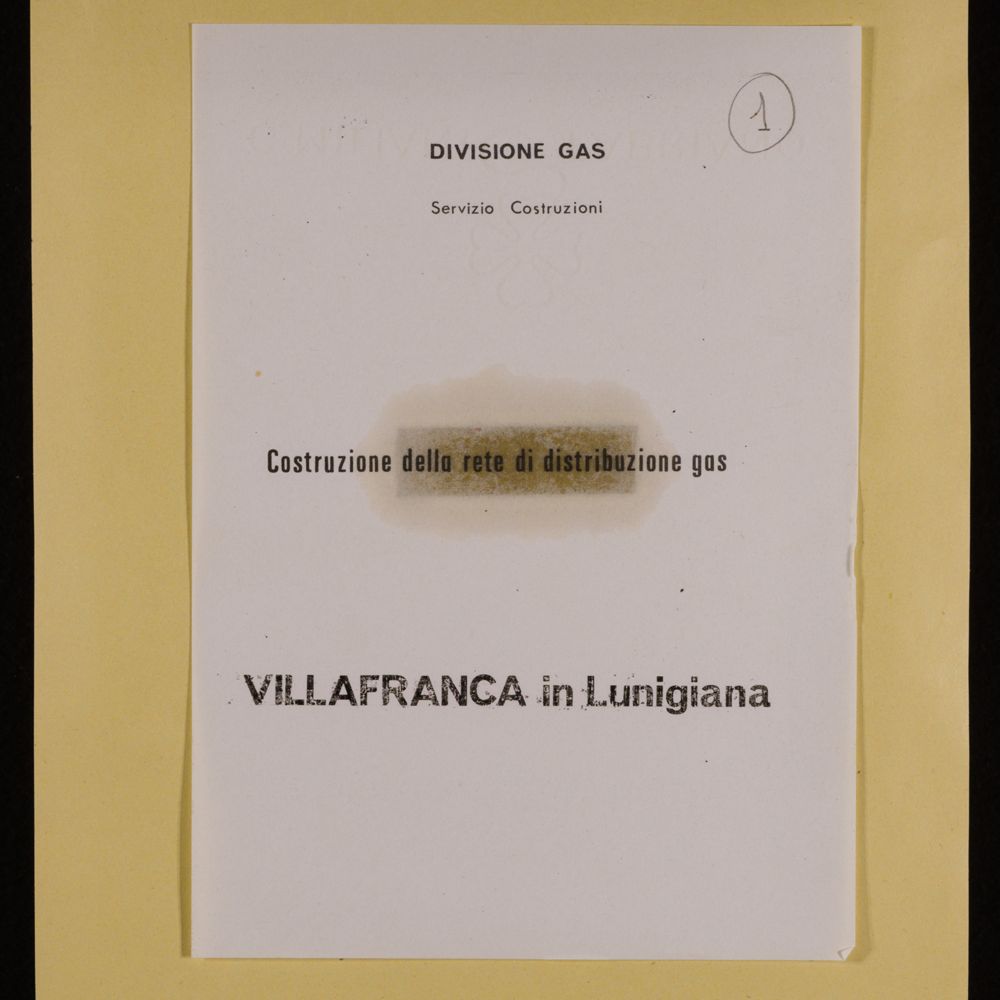 1
DIVISIONE GAS
Servizio Costruzioni
Costruzione della rete di distribuzione gas
VILLAFRANCA in Lunigiana